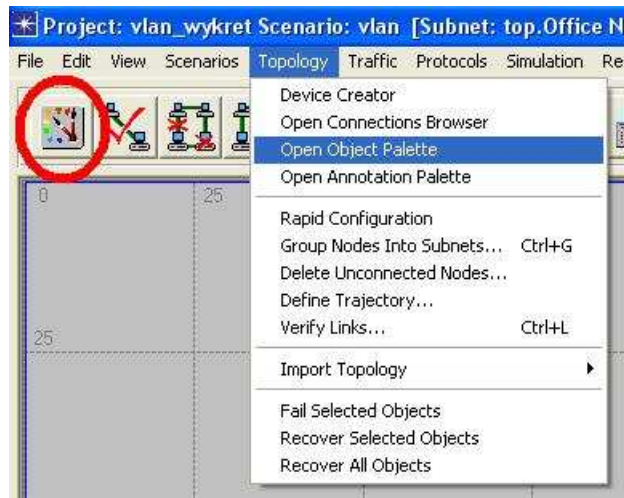 Project: vlan_wykret Scenario: vlan [Subnet: top.Office N
File Edit View Scenarios Topology Traffic Protocols Simulation Re
Device Creator
Open Connections Browser
Open Object Palette
Open Annotation Palette
0 25
Rapid Configuration
Group Nodes Into Subnets... Ctrl+G
Delete Unconnected Nodes...
Define Trajectory...
Verify Links... Ctrl+L
25
Import Topology
Fail Selected Objects
Recover Selected Objects
Recover All Objects